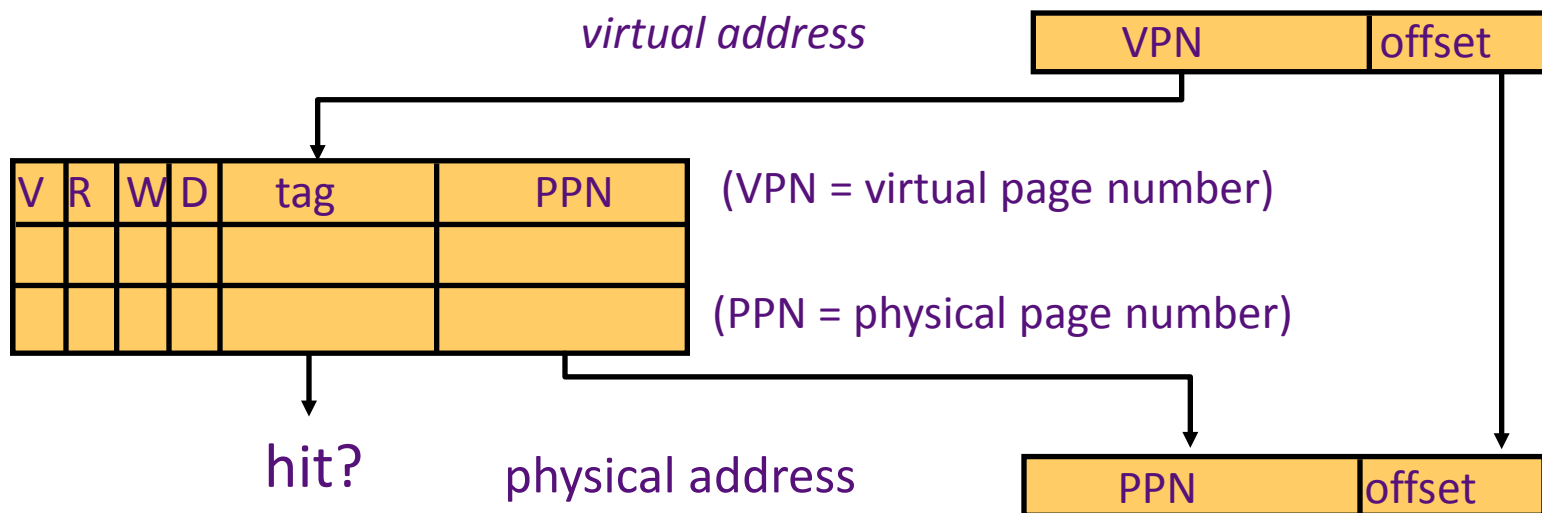 virtual address
VPN offset
V R W D tag PPN
(VPN = virtual page number)
(PPN = physical page number)
hit?
physical address
PPN offset